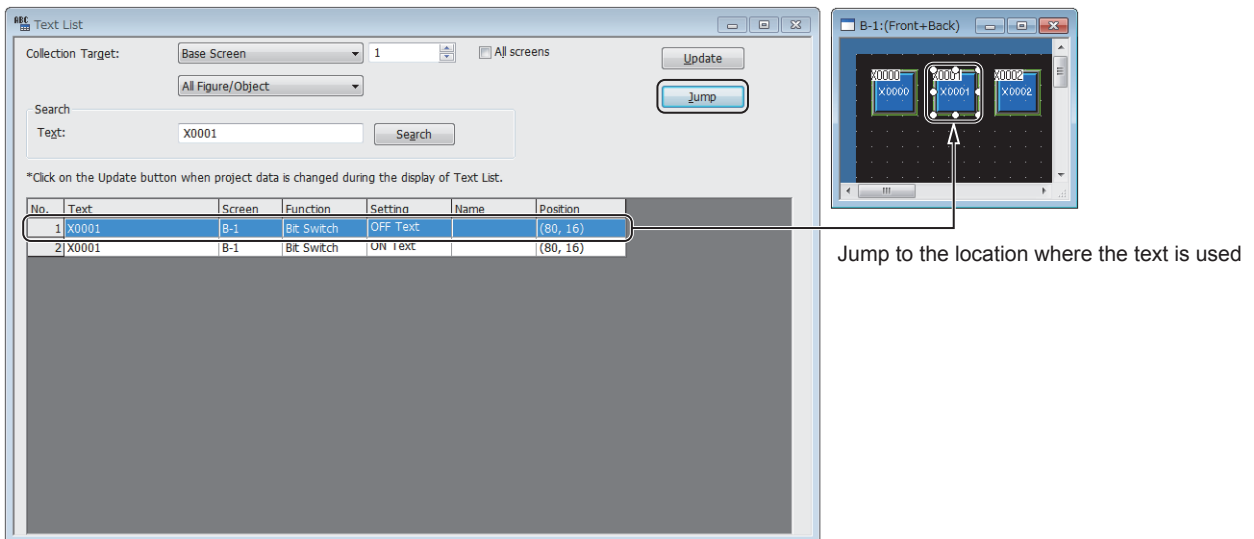 ABC Text List
Collection Target: Base Screen 1 All screens Update
All Figure/Object Jump
Search
Text: X0001 Search
*Click on the Update button when project data is changed during the display of Text List.
No. Text Screen Function Setting Name Position
1 X0001 B-1 Bit Switch OFF Text (80, 16)
2 X0001 B-1 Bit Switch ON Text (80, 16)
B-1:(Front+Back)
X0000 X0001 X0002
X0000 X0001 X0002
Jump to the location where the text is used